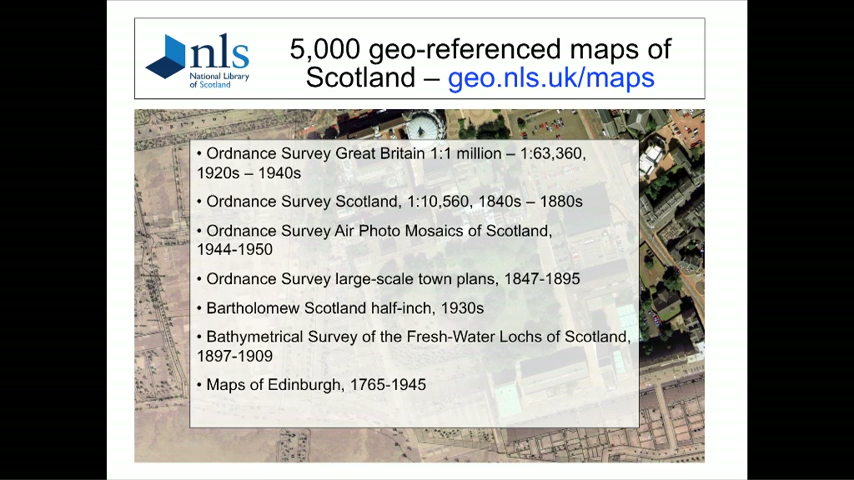 nls
National Library
of Scotland
5,000 geo-referenced maps of
Scotland – geo.nls.uk/maps
• Ordnance Survey Great Britain 1:1 million – 1:63,360,
1920s – 1940s
• Ordnance Survey Scotland, 1:10,560, 1840s – 1880s
• Ordnance Survey Air Photo Mosaics of Scotland,
1944-1950
• Ordnance Survey large-scale town plans, 1847-1895
• Bartholomew Scotland half-inch, 1930s
• Bathymetrical Survey of the Fresh-Water Lochs of Scotland,
1897-1909
• Maps of Edinburgh, 1765-1945